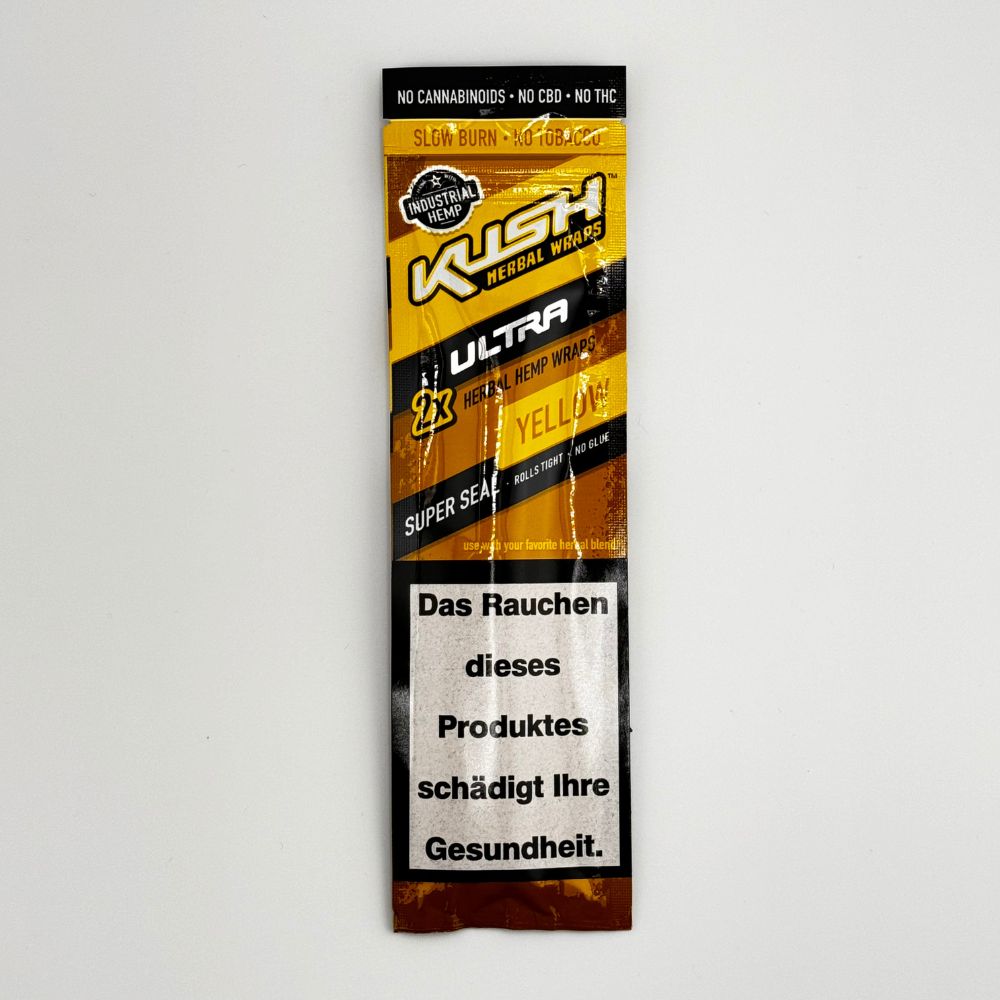 NO CANNABINOIDS • NO CBD • NO THC
SLOW BURN • NO TOBACCO
INDUSTRIAL
HEMP
KUSH™
HERBAL WRAPS
ULTRA
2x HERBAL HEMP WRAPS
YELLOW
SUPER SEAL · ROLLS TIGHT · NO GLUE
use with your favorite herbal blend!
Das Rauchen
dieses
Produktes
schädigt Ihre
Gesundheit.